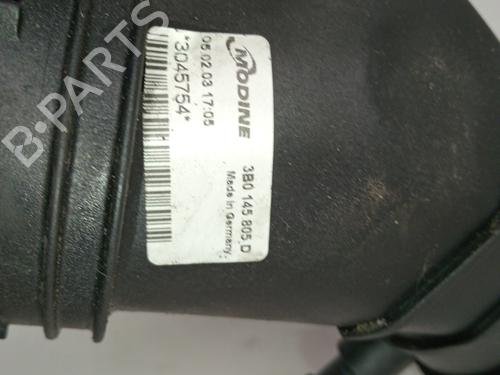 MODINE
05.02.03 17:05
*3045754*
3B0 145 805 D
Made in Germany
B-PARTS